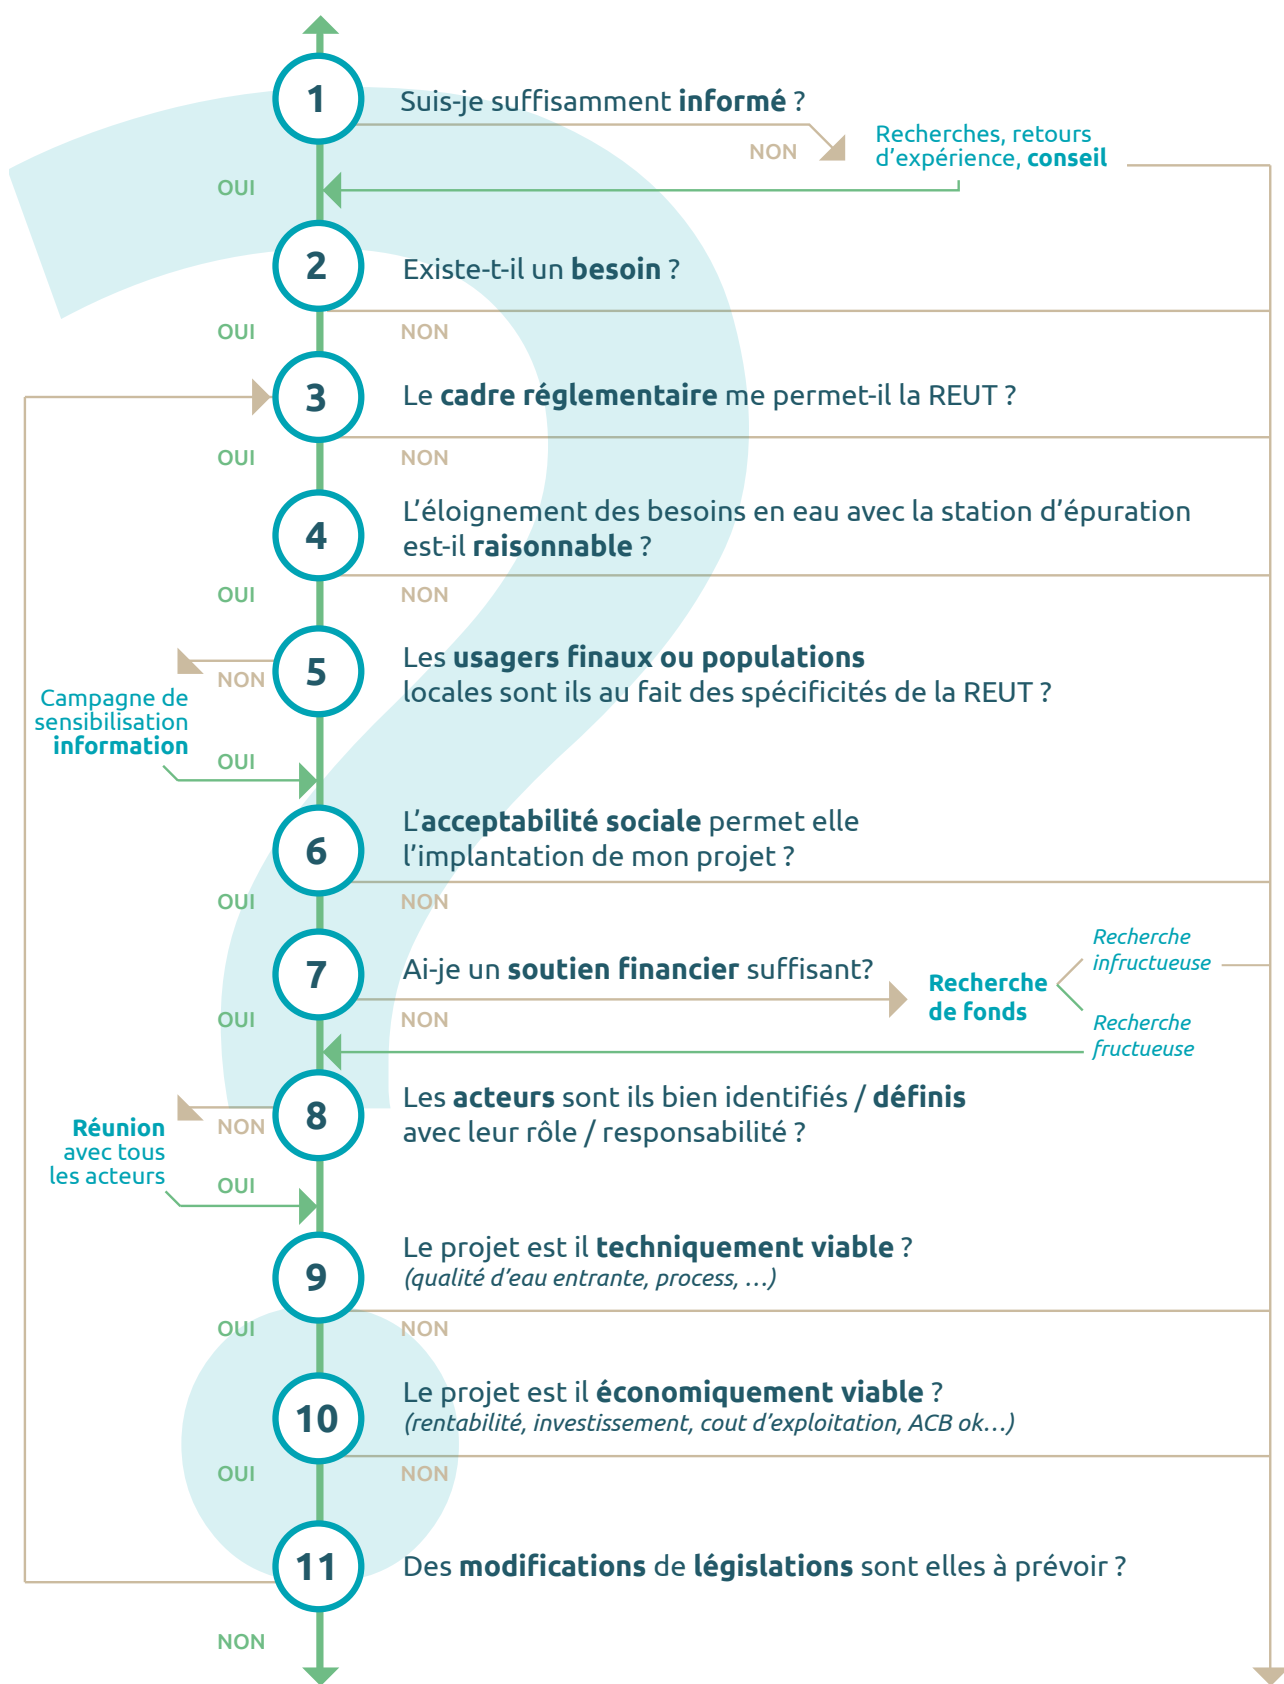 1
Suis-je suffisamment informé ?
NON
Recherches, retours
d’expérience, conseil
OUI
2
Existe-t-il un besoin ?
OUI
NON
3
Le cadre réglementaire me permet-il la REUT ?
OUI
NON
4
L’éloignement des besoins en eau avec la station d’épuration
est-il raisonnable ?
OUI
NON
5
Les usagers finaux ou populations
locales sont ils au fait des spécificités de la REUT ?
NON
Campagne de
sensibilisation
information
OUI
6
L’acceptabilité sociale permet elle
l’implantation de mon projet ?
OUI
NON
7
Ai-je un soutien financier suffisant?
Recherche
de fonds
Recherche
infructueuse
Recherche
fructueuse
OUI
NON
8
Les acteurs sont ils bien identifiés / définis
avec leur rôle / responsabilité ?
NON
Réunion
avec tous
les acteurs
OUI
9
Le projet est il techniquement viable ?
(qualité d’eau entrante, process, …)
OUI
NON
10
Le projet est il économiquement viable ?
(rentabilité, investissement, cout d’exploitation, ACB ok…)
OUI
NON
11
Des modifications de législations sont elles à prévoir ?
NON